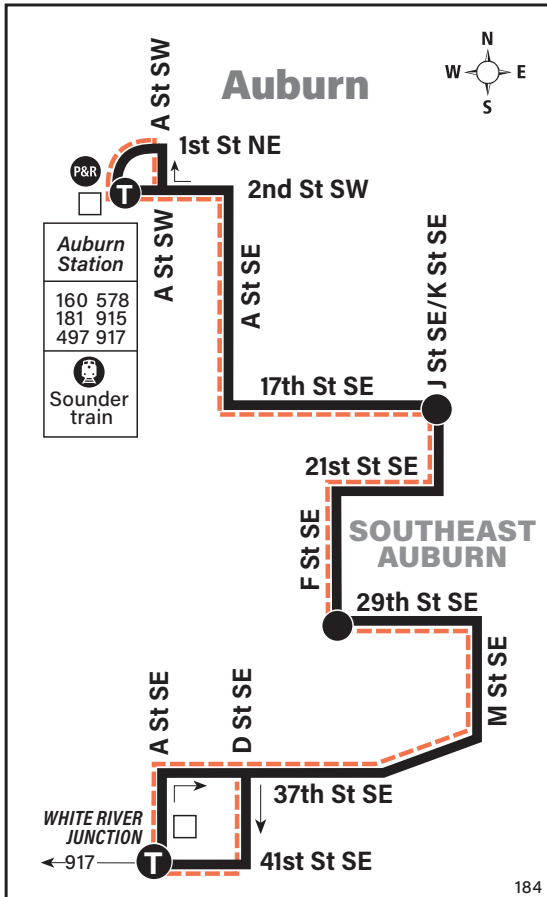 Auburn
N
W E
S
A St SW
1st St NE
P&R
T
2nd St SW
Auburn
Station
160 578
181 915
497 917
Sounder
train
A St SW
A St SE
J St SE/K St SE
17th St SE
21st St SE
F St SE
SOUTHEAST
AUBURN
29th St SE
M St SE
A St SE
D St SE
37th St SE
WHITE RIVER
JUNCTION
917
T
41st St SE
184